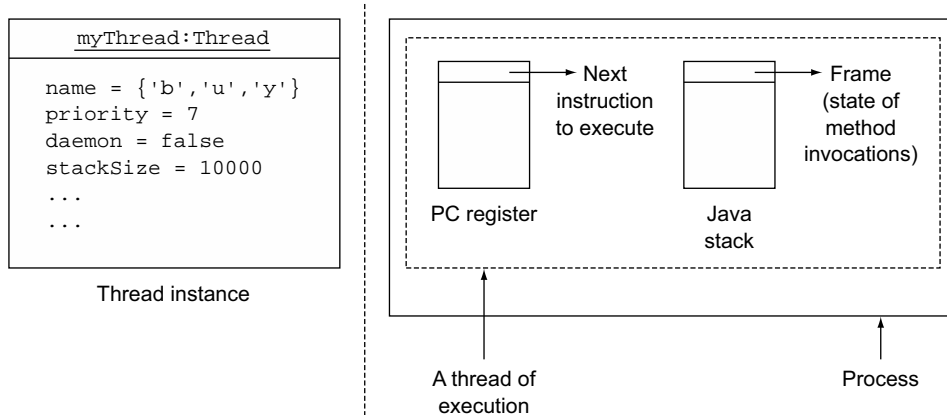 myThread:Thread
name = {'b','u','y'}
priority = 7
daemon = false
stackSize = 10000
...
...
Thread instance
Next
instruction
to execute
PC register
Frame
(state of
method
invocations)
Java
stack
A thread of
execution
Process